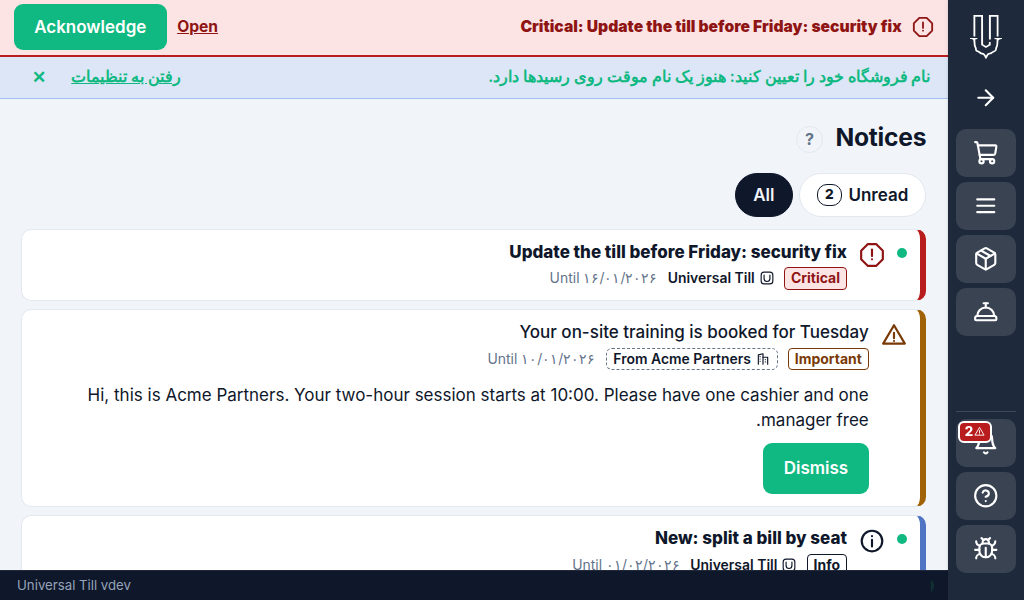 Critical: Update the till before Friday: security fix
Open
Acknowledge
نام فروشگاه خود را تعیین کنید: هنوز یک نام موقت روی رسیدها دارد.
رفتن به تنظیمات
×
Notices
?
Unread 2
All
Update the till before Friday: security fix
Critical
Universal Till
Until ۱۶/۰۱/۲۰۲۶
Your on-site training is booked for Tuesday
Important
From Acme Partners
Until ۱۰/۰۱/۲۰۲۶
Hi, this is Acme Partners. Your two-hour session starts at 10:00. Please have one cashier and one
manager free.
Dismiss
New: split a bill by seat
Info
Universal Till
Until ۰۱/۰۲/۲۰۲۶
2
Universal Till vdev